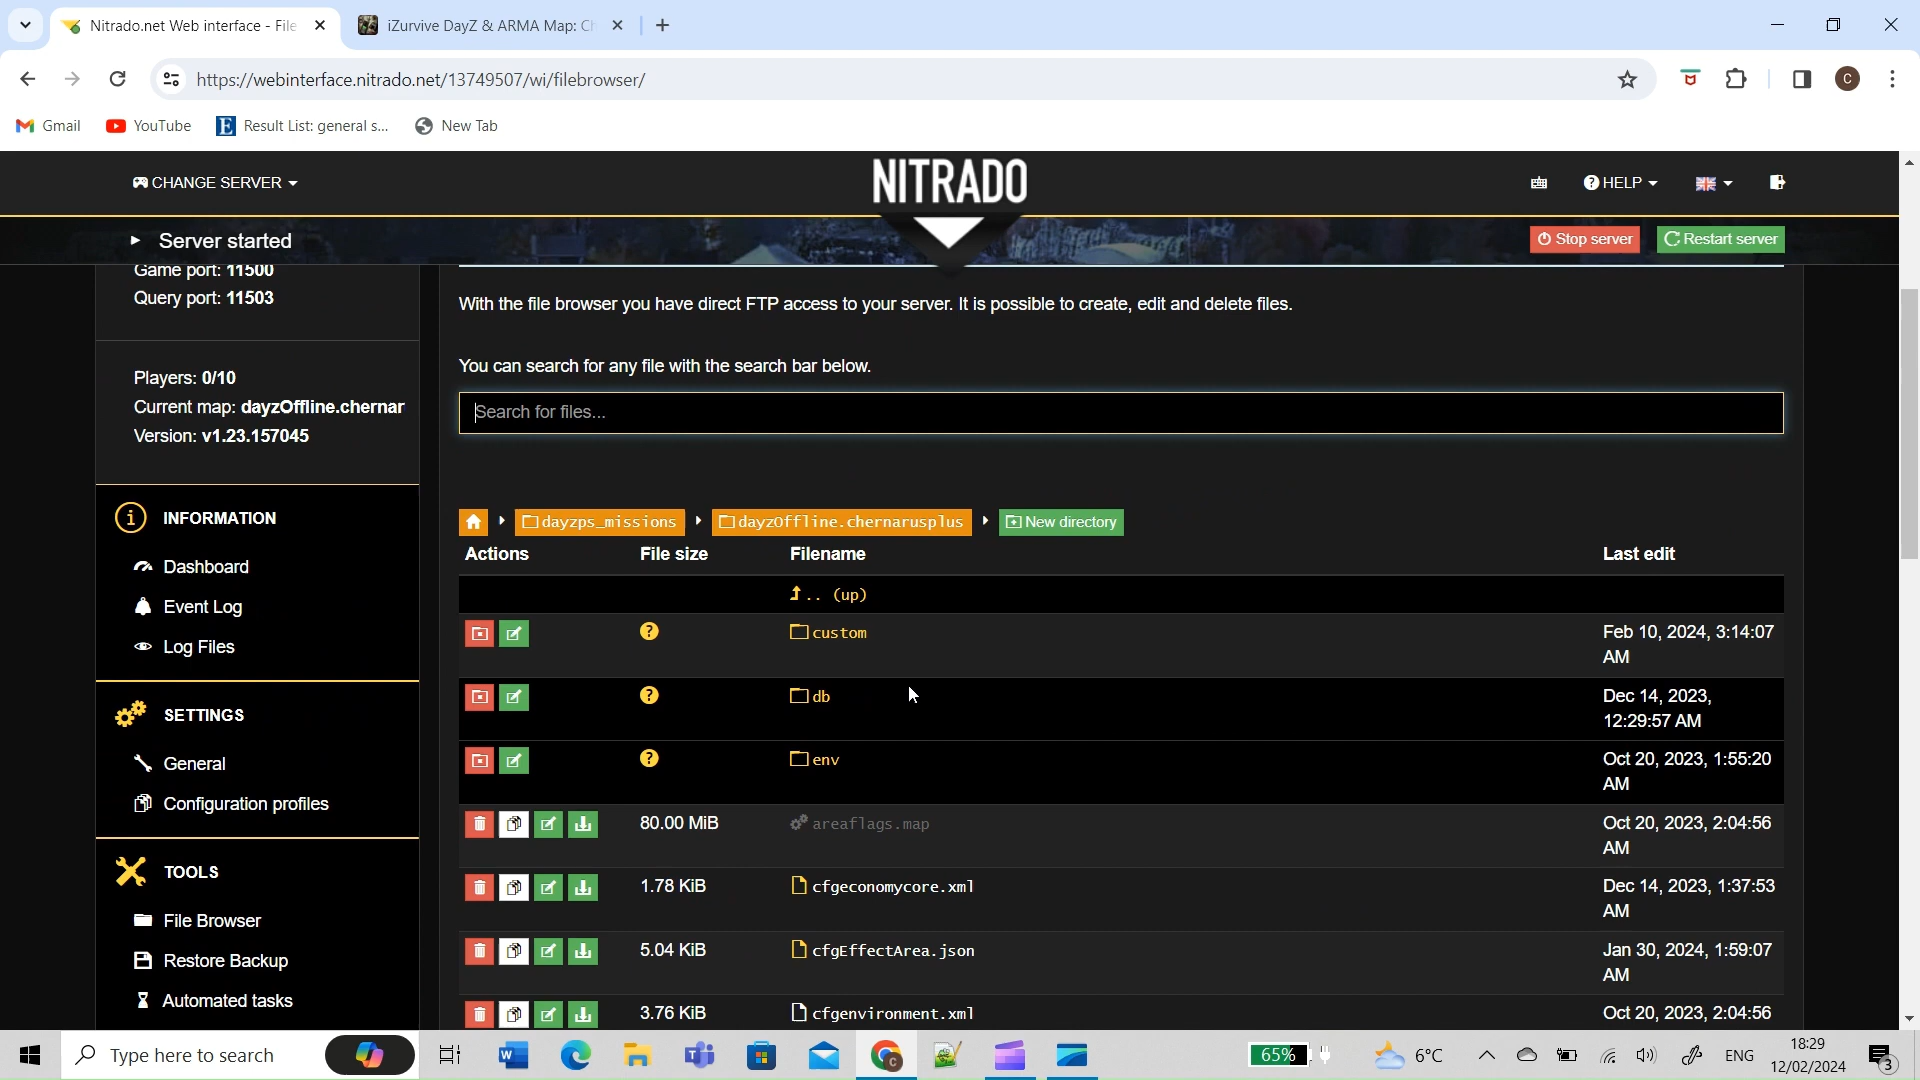 Nitrado.net Web interface - File
iZurvive DayZ & ARMA Map: Ch
https://webinterface.nitrado.net/13749507/wi/filebrowser/
C
Gmail
YouTube
Result List: general s...
New Tab
CHANGE SERVER
NITRADO
HELP
Server started
Stop server
Restart server
Game port: 11500
Query port: 11503
Players: 0/10
Current map: dayzOffline.chernar
Version: v1.23.157045
INFORMATION
Dashboard
Event Log
Log Files
SETTINGS
General
Configuration profiles
TOOLS
File Browser
Restore Backup
Automated tasks
With the file browser you have direct FTP access to your server. It is possible to create, edit and delete files.
You can search for any file with the search bar below.
Search for files...
dayzps_missions
dayzOffline.chernarusplus
New directory
Actions File size Filename Last edit
.. (up)
custom Feb 10, 2024, 3:14:07
AM
db Dec 14, 2023,
12:29:57 AM
env Oct 20, 2023, 1:55:20
AM
80.00 MiB areaflags.map Oct 20, 2023, 2:04:56
AM
1.78 KiB cfgeconomycore.xml Dec 14, 2023, 1:37:53
AM
5.04 KiB cfgEffectArea.json Jan 30, 2024, 1:59:07
AM
3.76 KiB cfgenvironment.xml Oct 20, 2023, 2:04:56
Type here to search
65%
6°C
ENG
18:29
12/02/2024
3